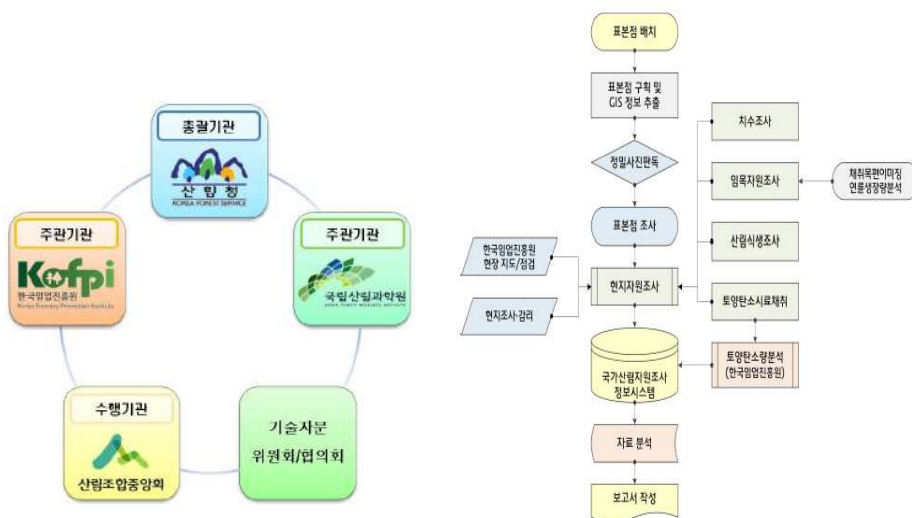 총괄기관
산림청
KOREA FOREST SERVICE
주관기관
Kofpi
한국임업진흥원
Korea Forestry Promotion Institute
주관기관
국립산림과학원
KOREA FOREST RESEARCH INSTITUTE
수행기관
산림조합중앙회
기술자문
위원회/협의회
표본점 배치
표본점 구획 및
GIS 정보 추출
정밀사진판독
표본점 조사
한국임업진흥원
현장 지도/점검
현지조사·감리
현지자원조사
치수조사
임목자원조사
채취목편이미징
연륜생장량분석
산림식생조사
토양탄소시료채취
토양탄소량분석
(한국임업진흥원)
국가산림자원조사
정보시스템
자료 분석
보고서 작성